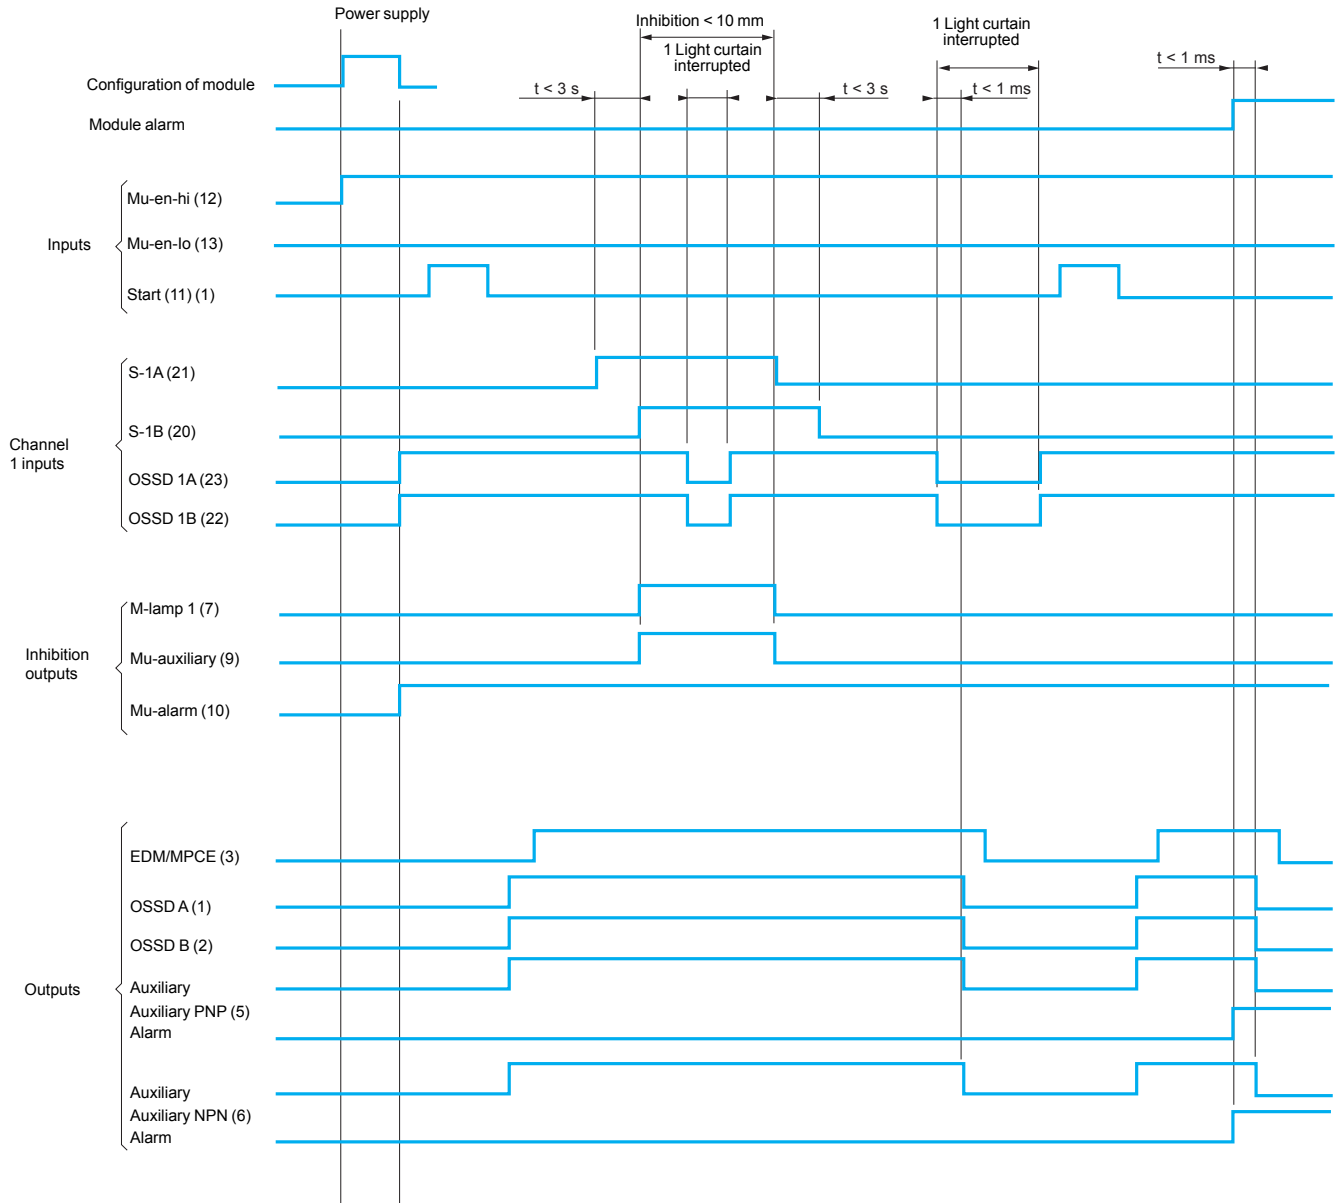 Power supply
Inhibition < 10 mm
1 Light curtain
interrupted
1 Light curtain
interrupted
t < 1 ms
Configuration of module
t < 3 s
t < 3 s
t < 1 ms
Module alarm
Inputs
Mu-en-hi (12)
Mu-en-lo (13)
Start (11) (1)
Channel
1 inputs
S-1A (21)
S-1B (20)
OSSD 1A (23)
OSSD 1B (22)
Inhibition
outputs
M-lamp 1 (7)
Mu-auxiliary (9)
Mu-alarm (10)
Outputs
EDM/MPCE (3)
OSSD A (1)
OSSD B (2)
Auxiliary
Auxiliary PNP (5)
Alarm
Auxiliary
Auxiliary NPN (6)
Alarm